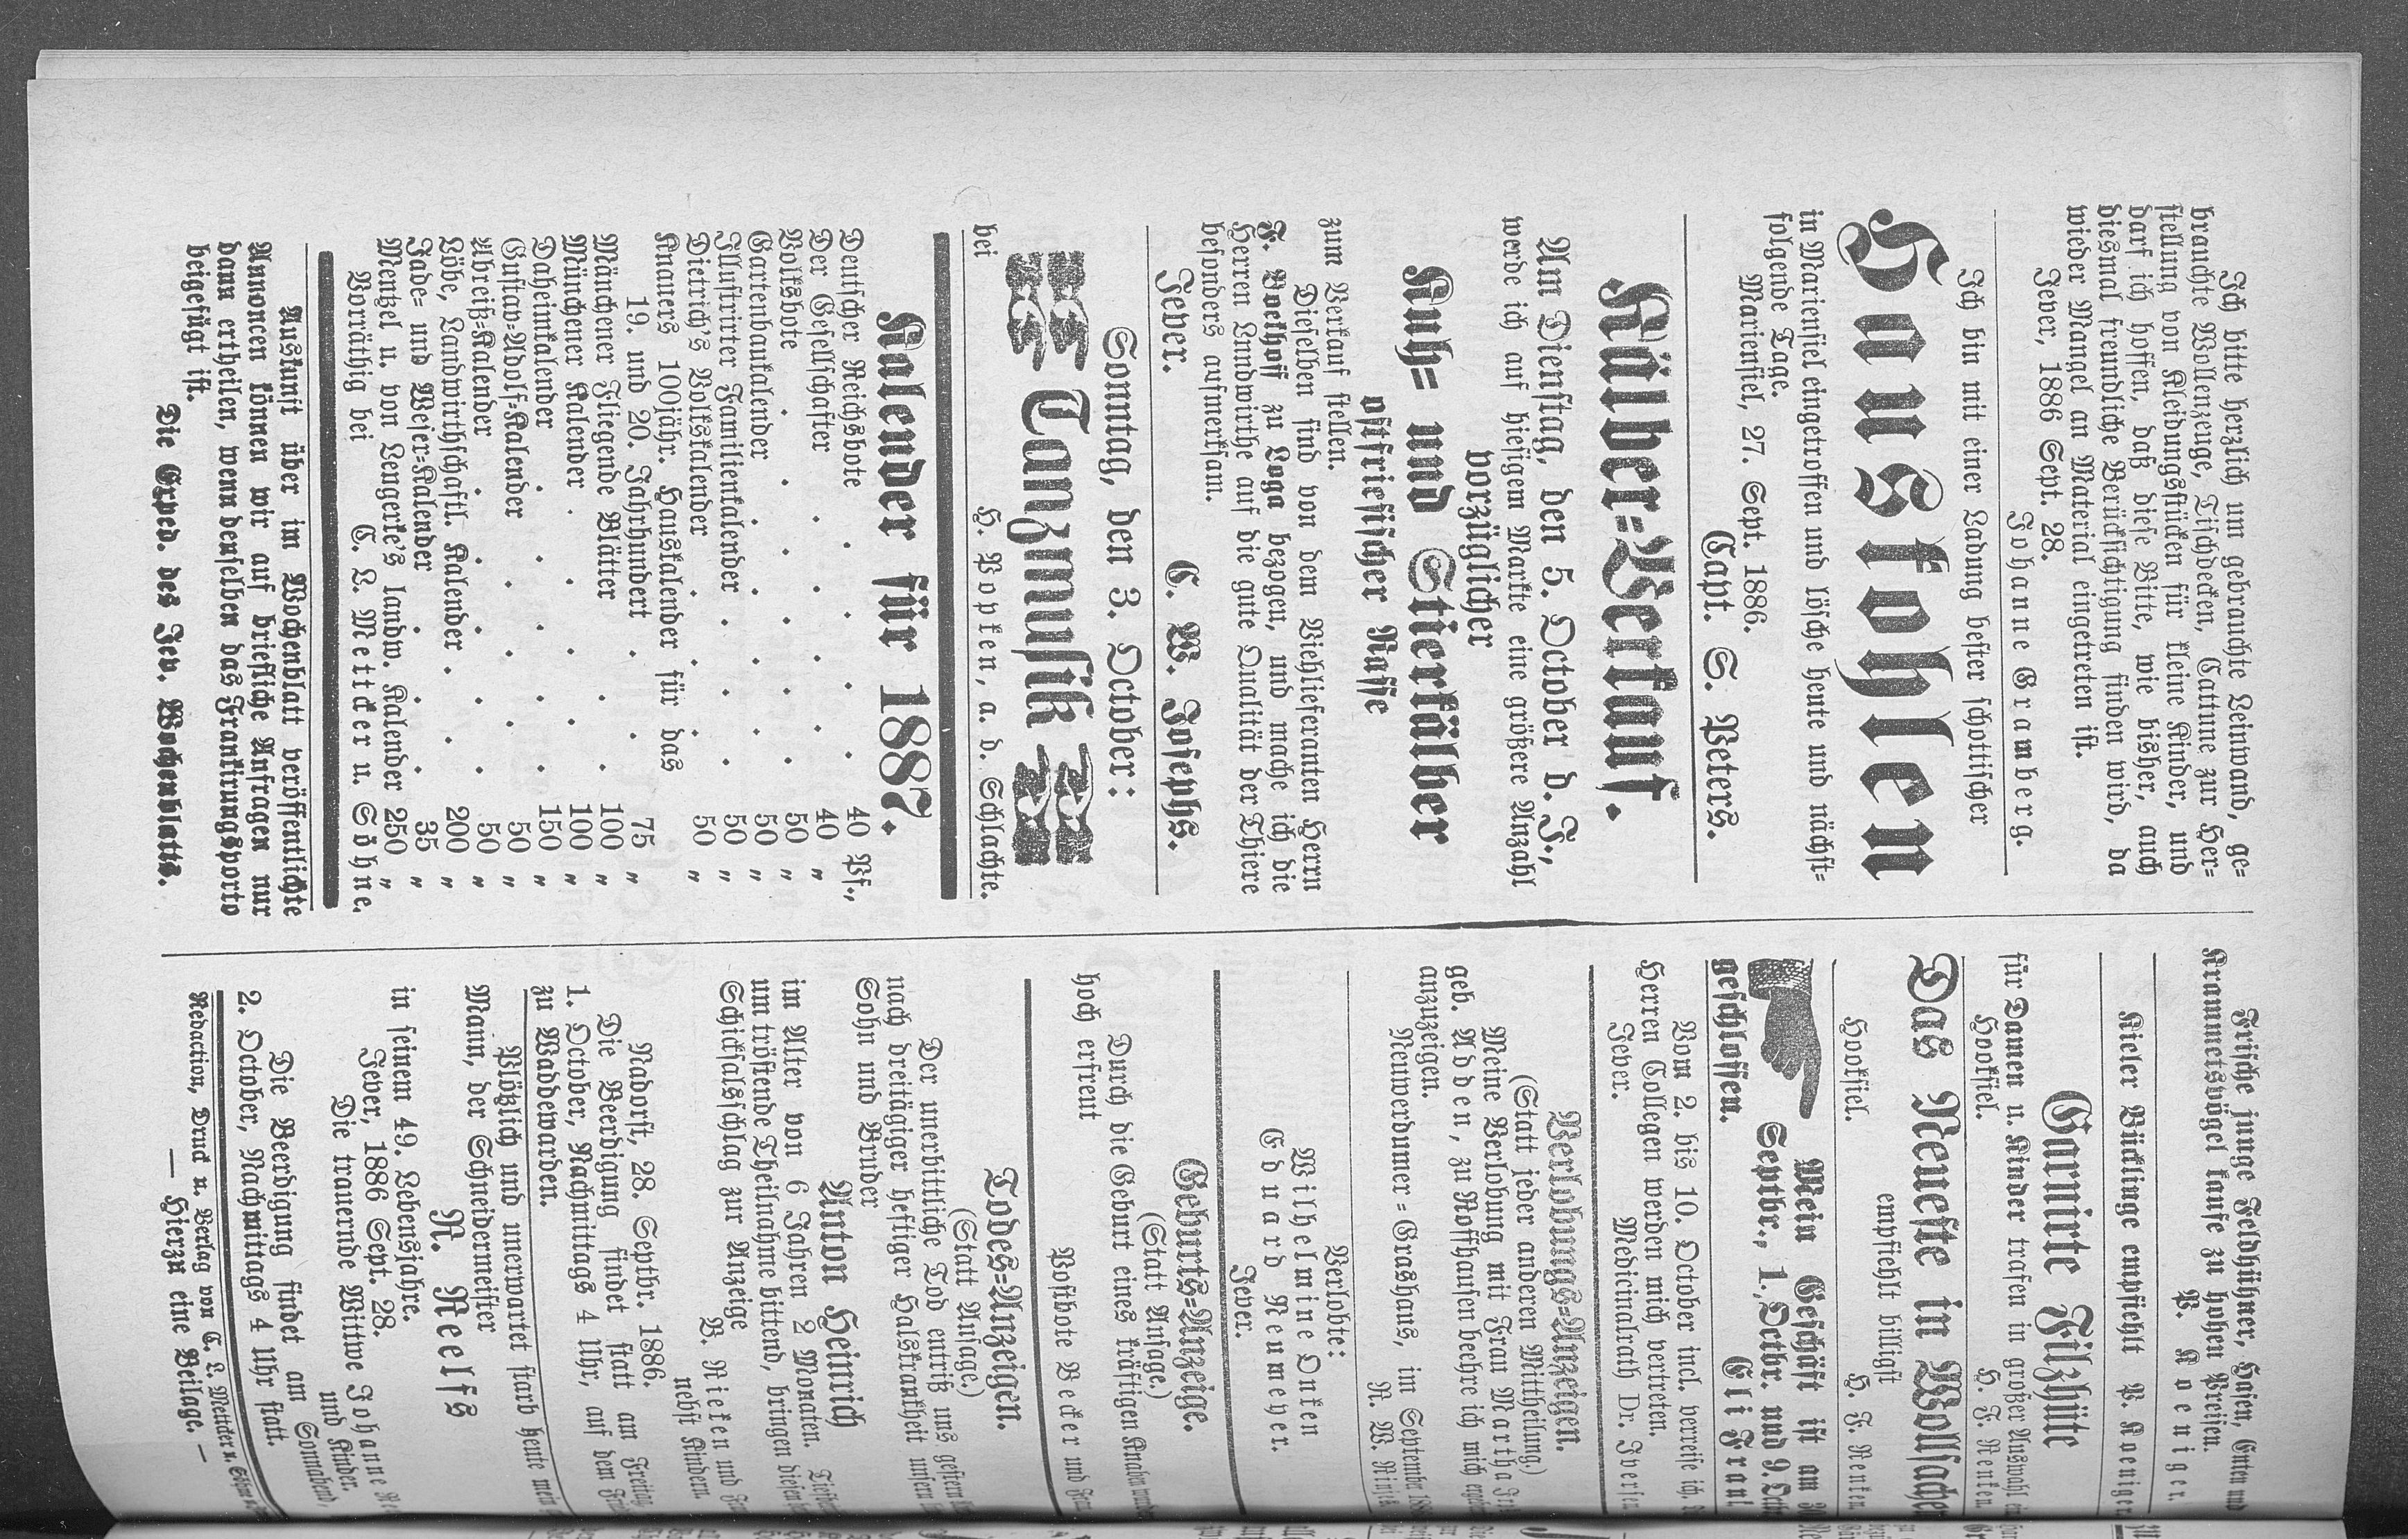 Ich bitte herzlich um gebrauchte Leinwand, ge-
brauchte Wollenzeuge, Tischdecken, Cattune zur Her-
stellung von Kleidungsstücken für kleine Kinder, und
darf ich hoffen, daß diese Bitte, wie bisher, auch
diesmal freundliche Berücksichtigung finden wird, da
wieder Mangel an Material eingetreten ist.
Jever, 1886 Sept. 28.
Johanne Gramberg.
Ich bin mit einer Ladung bester schottischer
Hauskohlen
in Mariensiel eingetroffen und lösche heute und nächst-
folgende Tage.
Mariensiel, 27. Sept. 1886.
Capt. S. Peters.
Kälber-Verkauf.
Am Dienstag, den 5. October d. J.,
werde ich auf hiesigem Markte eine größere Anzahl
vorzüglicher
Kuh- und Stierkälber
ostfriesischer Rasse
zum Verkauf stellen.
Dieselben sind von dem Viehlieferanten Herrn
F. Voelhoff zu Loga bezogen, und mache ich die
Herren Landwirthe auf die gute Qualität der Thiere
besonders aufmerksam.
Jever. C. W. Josephs.
Sonntag, den 3. October:
Tanzmusik
bei H. Popken, a. d. Schlachte.
Kalender für 1887.
Deutscher Reichsbote . . . 40 Pf.,
Der Gesellschafter . . . 40 „
Volksbote . . . . . 50 „
Gartenbaukalender . . . . 50 „
Illustrirter Familienkalender . . . 50 „
Dietrich's Volkskalender . . . 50 „
Knauers 100jähr. Hauskalender für das
19. und 20. Jahrhundert . . 75 „
Münchener Fliegende Blätter . . 100 „
Münchener Kalender . . . . 100 „
Daheimkalender . . . . 150 „
Gustav-Adolf-Kalender . . . 50 „
Abreiß-Kalender . . . . . 50 „
Löbe, Landwirthschaftl. Kalender . . . 200 „
Jade- und Weser-Kalender . . . 35 „
Mentzel u. von Lengerke's landw. Kalender 250 „
Vorräthig bei C. L. Mettcker u. Söhne.
Auskunft über im Wochenblatt veröffentlichte
Annoncen können wir auf briefliche Anfragen nur
dann ertheilen, wenn denselben das Frankirungsporto
beigefügt ist.
Die Exped. des Jev. Wochenblatts.
Frische junge Feldhühner, Hasen, Enten und
Krammetsvögel kaufe zu hohen Preisen.
P. Koeniger.
Kieler Bücklinge empfiehlt P. Koeniger.
Garnirte Filzhüte
für Damen u. Kinder trafen in großer Auswahl
Hooksiel. H. F. Renken.
Das Neueste in Wollsachen
empfiehlt billigst
Hooksiel. H. F. Renken.
Mein Geschäft ist am
Septbr., 1. Octbr. und 9.
geschlossen.
Vom 2. bis 10. October incl. verreise ich.
Herren Collegen werden mich vertreten.
Jever. Medicinalrath Dr. Iversen
Verlobungs-Anzeigen.
(Statt jeder anderen Mittheilung.)
Meine Verlobung mit Frau Martha
geb. Adden, zu Roffhausen beehre ich mich
anzuzeigen.
Neuwerdumer-Grashaus, im September
Verlobte:
Wilhelmine Onken
Eduard Neumeyer.
Jever.
Geburts-Anzeige.
(Statt Ansage.)
Durch die Geburt eines kräftigen Knaben
hoch erfreut
Postbote Becker und
Todes-Anzeigen.
(Statt Ansage.)
Der unerbittliche Tod entriß uns gestern
nach dreitägiger heftiger Halskrankheit unsern
Sohn und Bruder
Anton Heinrich
im Alter von 6 Jahren 2 Monaten.
um tröstende Theilnahme bittend, bringen diesen
Schicksalsschlag zur Anzeige
B. Rieken und
nebst Kindern.
Nadorst, 28. Septbr. 1886.
Die Beerdigung findet statt am Freitag,
1. October, Nachmittags 4 Uhr, auf dem
zu Waddewarden.
Plötzlich und unerwartet starb heute mein
Mann, der Schneidermeister
R. Reelfs
in seinem 49. Lebensjahre.
Jever, 1886 Sept. 28.
Die trauernde Wittwe Johanne
und Kinder.
Die Beerdigung findet am Sonnabend,
2. October, Nachmittags 4 Uhr statt.
Redaction, Druck u. Verlag von C. L. Mettcker u. Söhne
— Hierzu eine Beilage. —